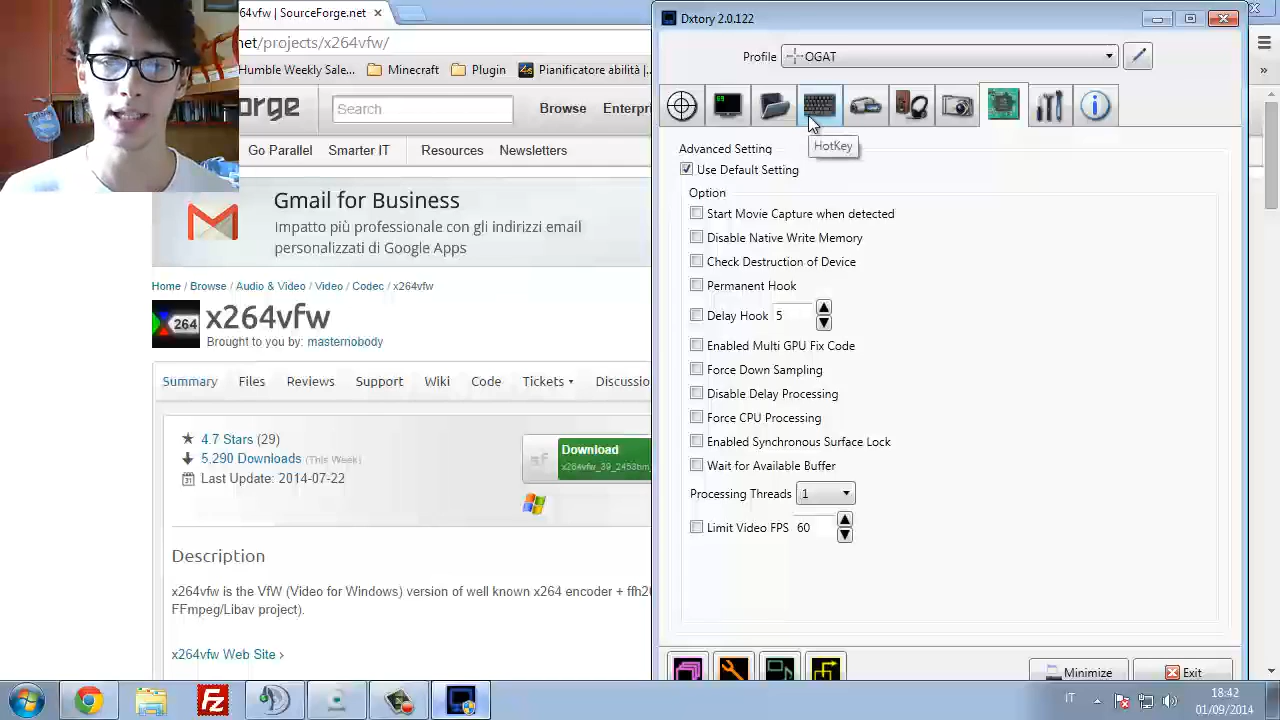 64vfw | SourceForge.net
net/projects/x264vfw/
Humble Weekly Sale...
Minecraft
Plugin
Pianificatore abilità |...
Search
Browse
Enterpri
Go Parallel
Smarter IT
Resources
Newsletters
Gmail for Business
Impatto più professionale con gli indirizzi email
personalizzati di Google Apps
Home / Browse / Audio & Video / Video / Codec / x264vfw
264
x264vfw
Brought to you by: masternobody
Summary
Files
Reviews
Support
Wiki
Code
Tickets
Discussio
4.7 Stars (29)
5,290 Downloads (This Week)
Last Update: 2014-07-22
Download
x264vfw_39_2453bm_
Description
x264vfw is the VfW (Video for Windows) version of well known x264 encoder + ffh26
FFmpeg/Libav project).
x264vfw Web Site ›
Dxtory 2.0.122
Profile
OGAT
HotKey
Advanced Setting
Use Default Setting
Option
Start Movie Capture when detected
Disable Native Write Memory
Check Destruction of Device
Permanent Hook
Delay Hook 5
Enabled Multi GPU Fix Code
Force Down Sampling
Disable Delay Processing
Force CPU Processing
Enabled Synchronous Surface Lock
Wait for Available Buffer
Processing Threads 1
Limit Video FPS 60
Minimize
Exit
IT
18:42
01/09/2014